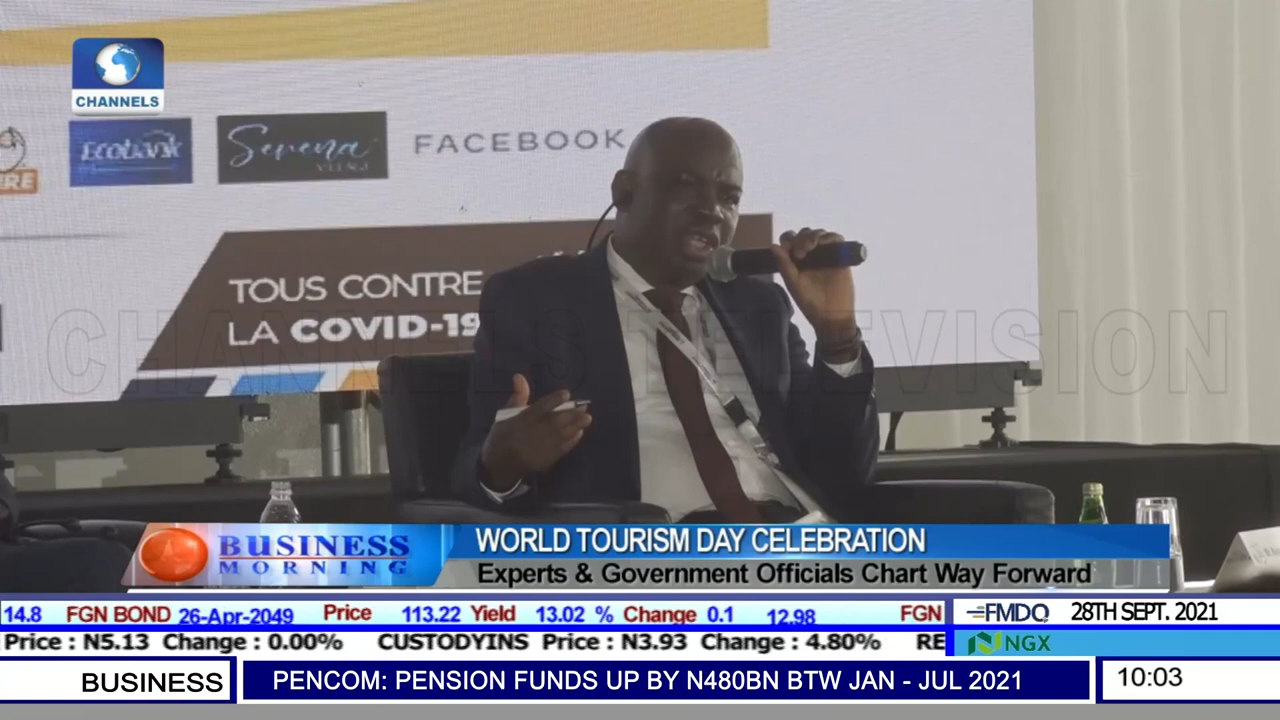 CHANNELS
Ecobank
Serena
VILLAGE
FACEBOOK
TOUS CONTRE
LA COVID-19
CHANNELS TELEVISION
BUSINESS
MORNING
WORLD TOURISM DAY CELEBRATION
Experts & Government Officials Chart Way Forward
14.8 FGN BOND 26-Apr-2049 Price 113.22 Yield 13.02 % Change 0.1 12.98 FGN
FMDQ 28TH SEPT. 2021
Price : N5.13 Change : 0.00% CUSTODYINS Price : N3.93 Change : 4.80% RE
NGX
BUSINESS
PENCOM: PENSION FUNDS UP BY N480BN BTW JAN - JUL 2021
10:03